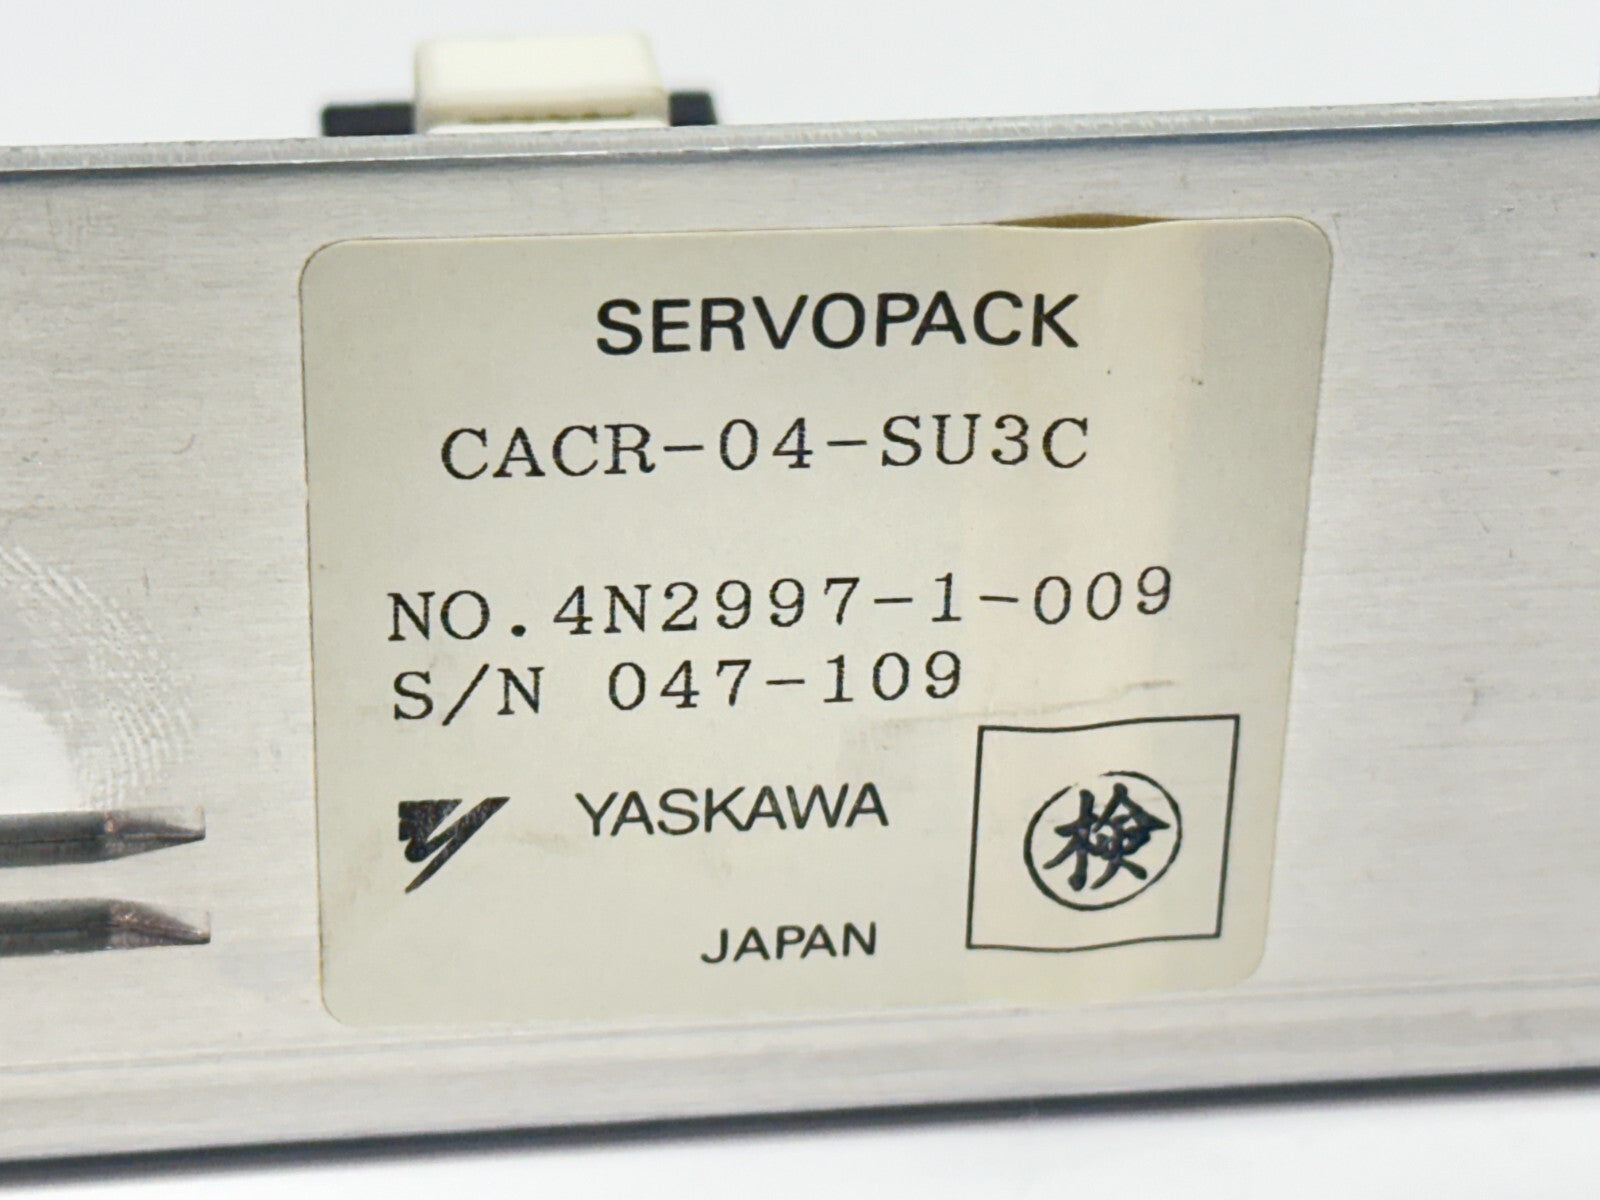 SERVOPACK
CACR-04-SU3C
NO.4N2997-1-009
S/N 047-109
YASKAWA
検
JAPAN